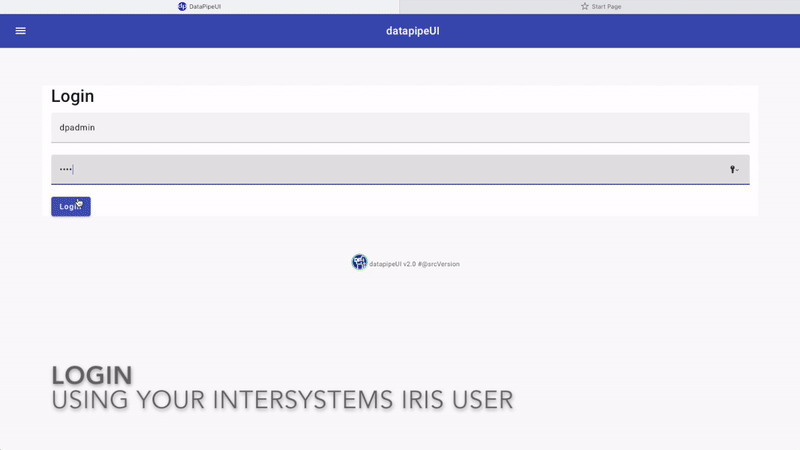 DataPipeUI
Start Page
datapipeUI
Login
dpadmin
••••
Login
datapipeUI v2.0 #@srcVersion
LOGIN
USING YOUR INTERSYSTEMS IRIS USER